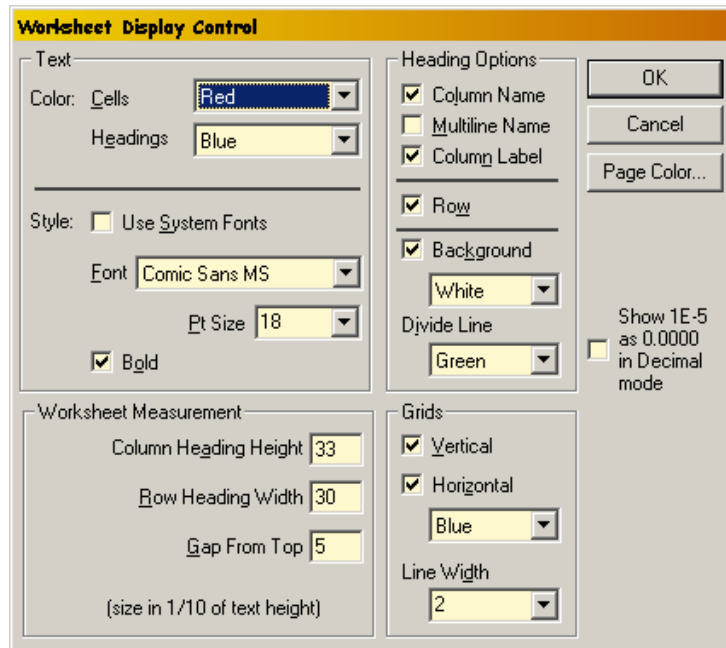 Worksheet Display Control
Text
Color: Cells Red
Headings Blue
Style: Use System Fonts
Font Comic Sans MS
Pt Size 18
Bold
Heading Options
Column Name
Multiline Name
Column Label
Row
Background
White
Divide Line
Green
OK
Cancel
Page Color...
Show 1E-5
as 0.0000
in Decimal
mode
Worksheet Measurement
Column Heading Height 33
Row Heading Width 30
Gap From Top 5
(size in 1/10 of text height)
Grids
Vertical
Horizontal
Blue
Line Width
2